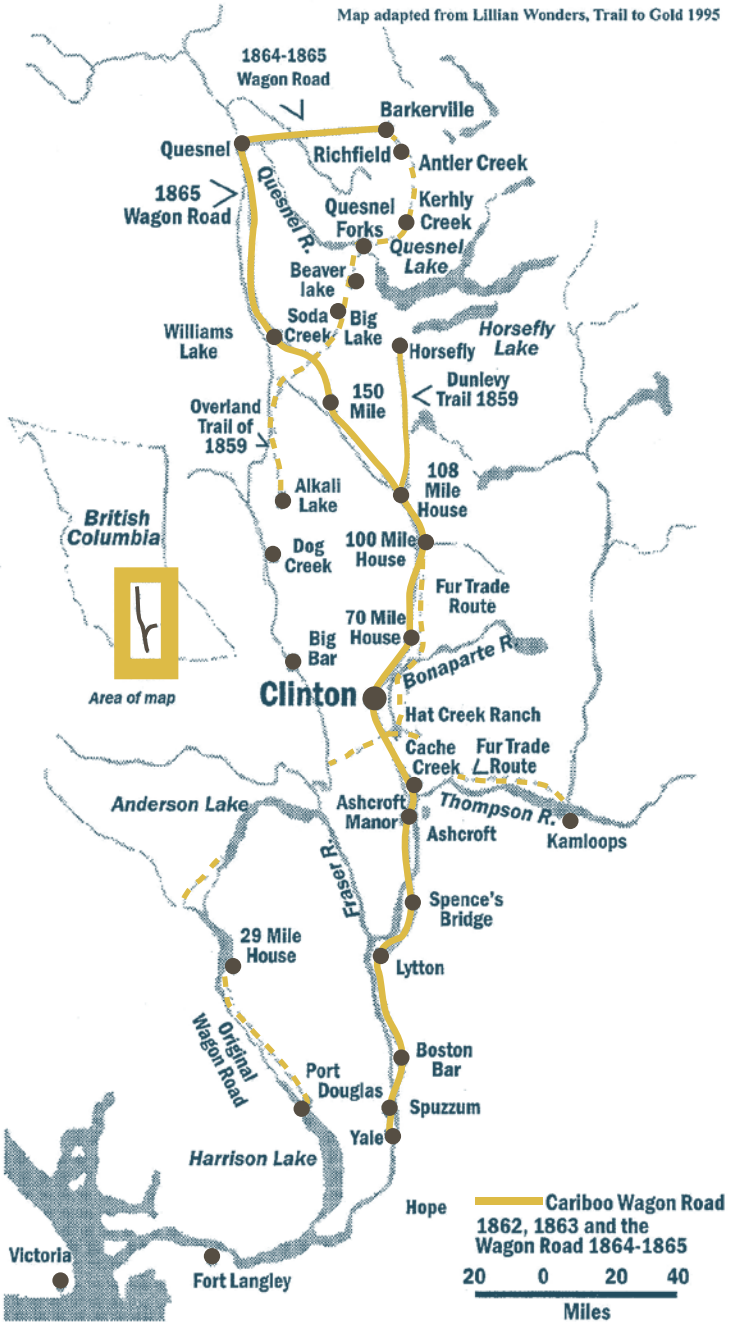 Map adapted from Lillian Wonders, Trail to Gold 1995
1864-1865
Wagon Road
Barkerville
Quesnel
Richfield
Antler Creek
1865
Wagon Road
Quesnel R.
Kerhly
Creek
Quesnel
Forks
Quesnel
Lake
Beaver
lake
Soda
Creek
Big
Lake
Williams
Lake
Horsefly
Horsefly
Lake
Dunlevy
Trail 1859
150
Mile
Overland
Trail of
1859
Alkali
Lake
108
Mile
House
British
Columbia
Dog
Creek
100 Mile
House
Fur Trade
Route
70 Mile
House
Big
Bar
Bonaparte R.
Area of map
Clinton
Hat Creek Ranch
Cache
Creek
Fur Trade
Route
Anderson Lake
Ashcroft
Manor
Thompson R.
Ashcroft
Kamloops
Fraser R.
Spence's
Bridge
29 Mile
House
Lytton
Original
Wagon Road
Boston
Bar
Port
Douglas
Spuzzum
Yale
Harrison Lake
Hope
Cariboo Wagon Road
1862, 1863 and the
Wagon Road 1864-1865
Victoria
Fort Langley
20 0 20 40
Miles